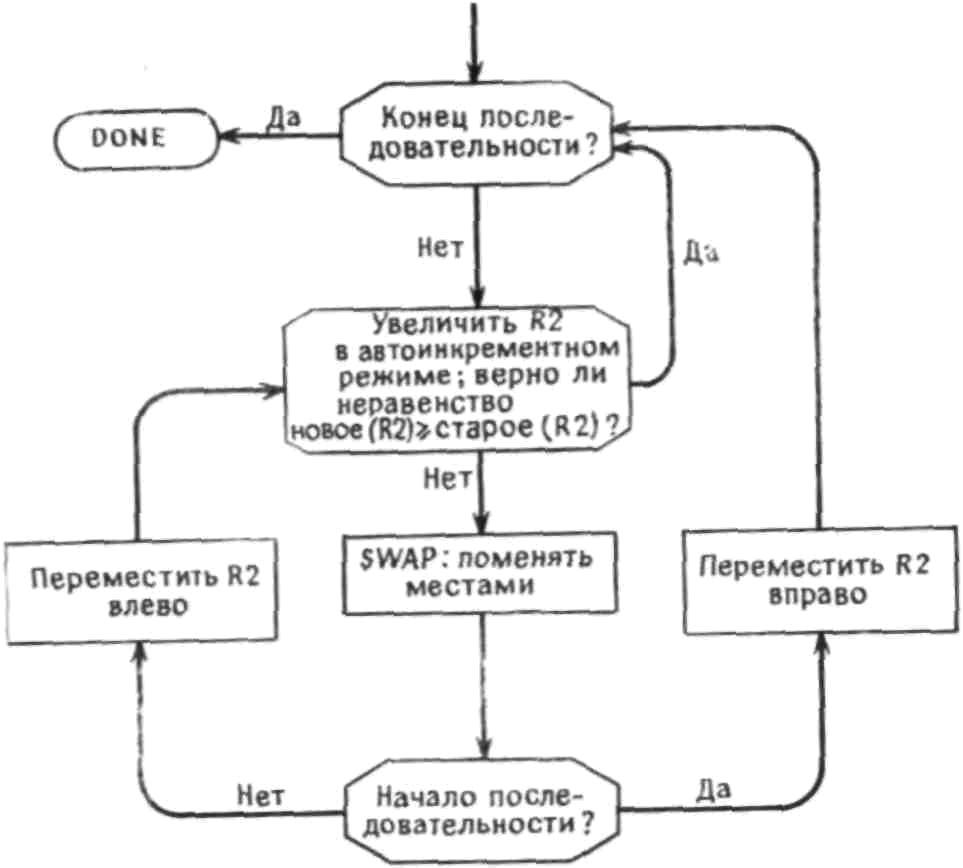 Конец после-
довательности?
Да
DONE
Нет
Да
Увеличить R2
в автоинкрементном
режиме; верно ли
неравенство
новое (R2)≥старое (R2)?
Нет
SWAP: поменять
местами
Переместить R2
влево
Переместить R2
вправо
Нет
Начало после-
довательности?
Да